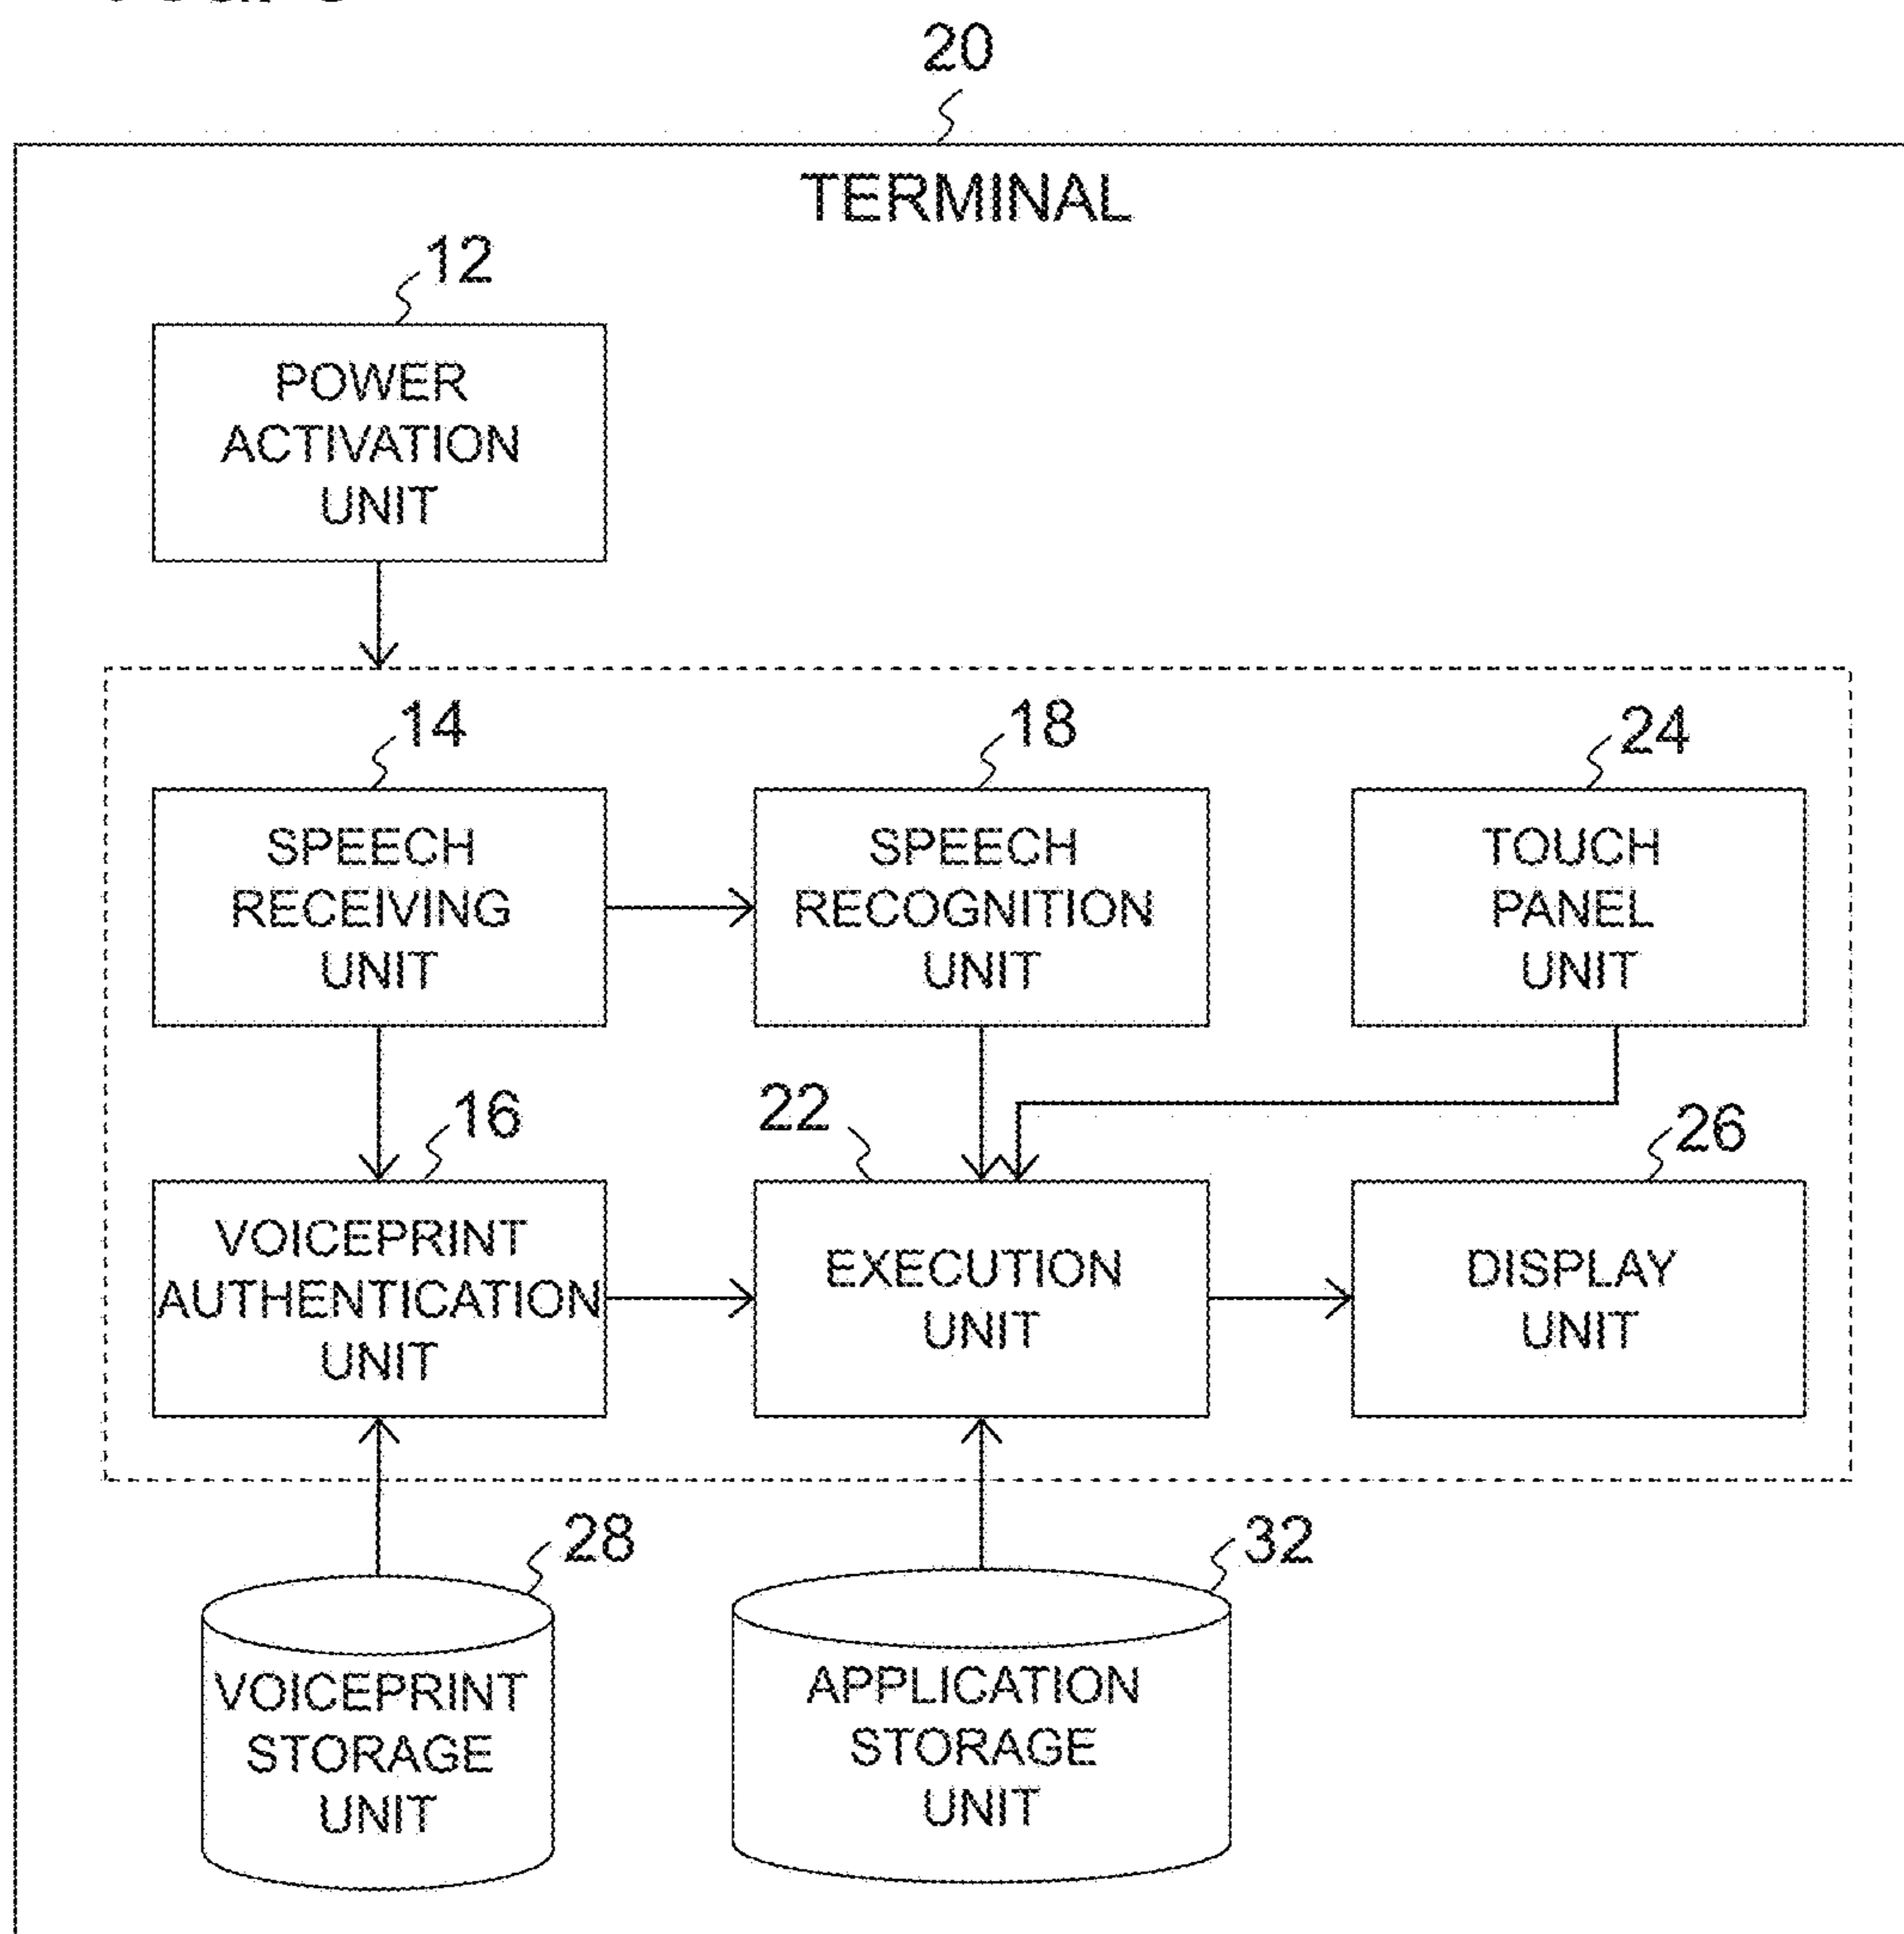 20
TERMINAL
12
POWER
ACTIVATION
UNIT
14
SPEECH
RECEIVING
UNIT
18
SPEECH
RECOGNITION
UNIT
24
TOUCH
PANEL
UNIT
16
VOICEPRINT
AUTHENTICATION
UNIT
22
EXECUTION
UNIT
26
DISPLAY
UNIT
28
VOICEPRINT
STORAGE
UNIT
32
APPLICATION
STORAGE
UNIT